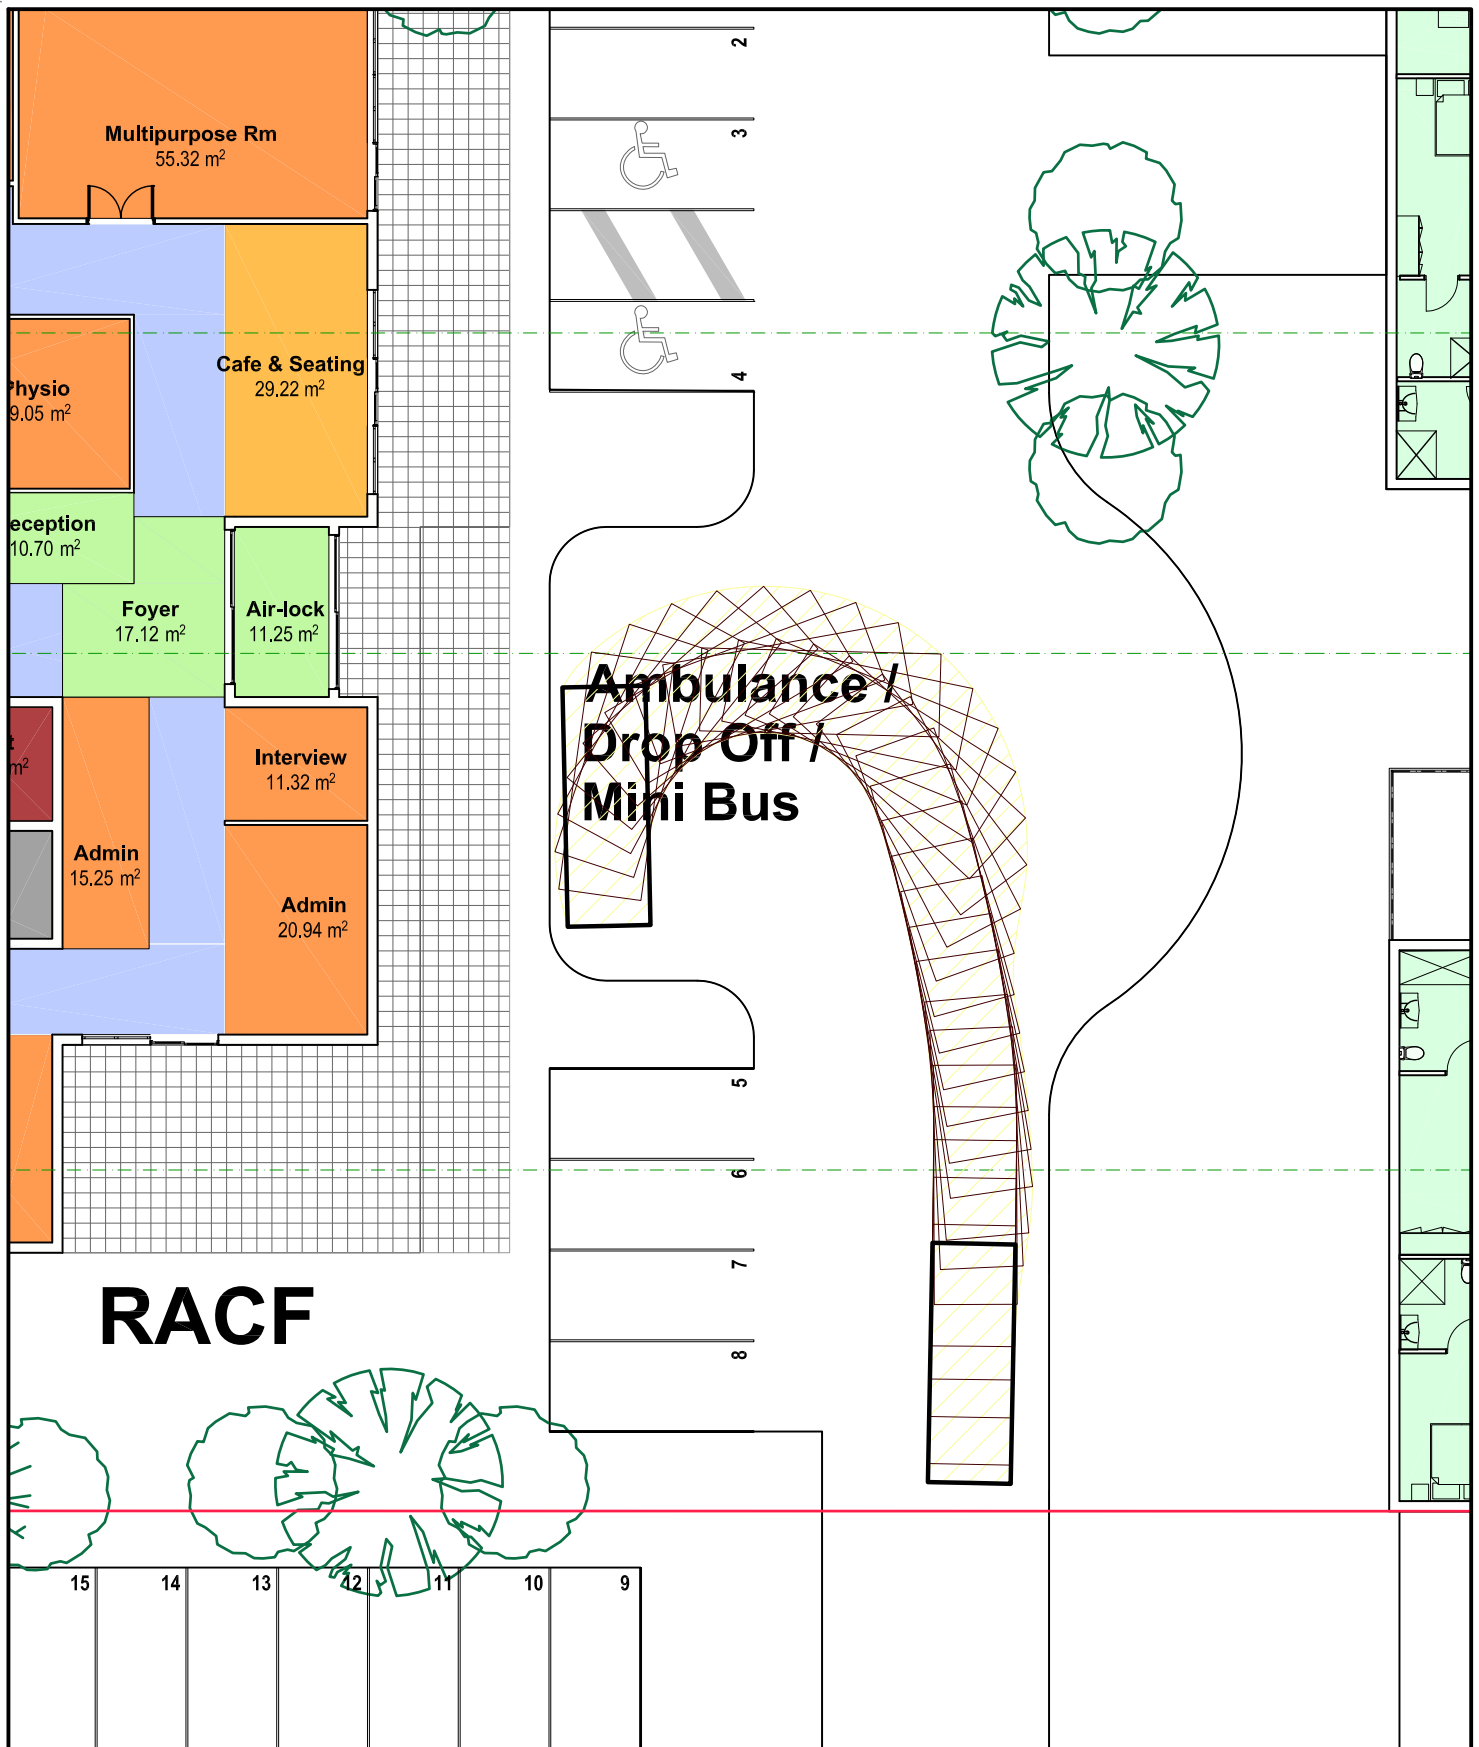 2
Multipurpose Rm
55.32 m²
3
Cafe & Seating
29.22 m²
4
Physio
9.05 m²
eception
10.70 m²
Foyer
17.12 m²
Air-lock
11.25 m²
Ambulance /
Drop Off /
Mini Bus
t
m²
Interview
11.32 m²
Admin
15.25 m²
Admin
20.94 m²
5
6
7
8
RACF
15
14
13
12
11
10
9